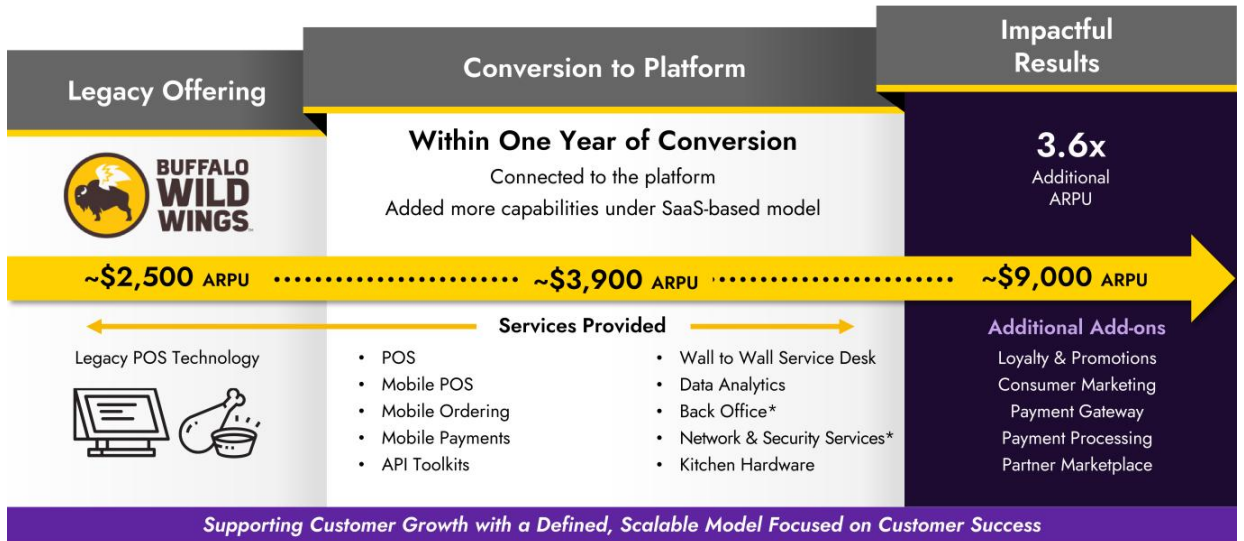 Legacy Offering
Conversion to Platform
Impactful
Results
BUFFALO
WILD
WINGS
Within One Year of Conversion
Connected to the platform
Added more capabilities under SaaS-based model
3.6x
Additional
ARPU
~$2,500 ARPU
~$3,900 ARPU
~$9,000 ARPU
Services Provided
Legacy POS Technology
• POS
• Mobile POS
• Mobile Ordering
• Mobile Payments
• API Toolkits
• Wall to Wall Service Desk
• Data Analytics
• Back Office*
• Network & Security Services*
• Kitchen Hardware
Additional Add-ons
Loyalty & Promotions
Consumer Marketing
Payment Gateway
Payment Processing
Partner Marketplace
Supporting Customer Growth with a Defined, Scalable Model Focused on Customer Success